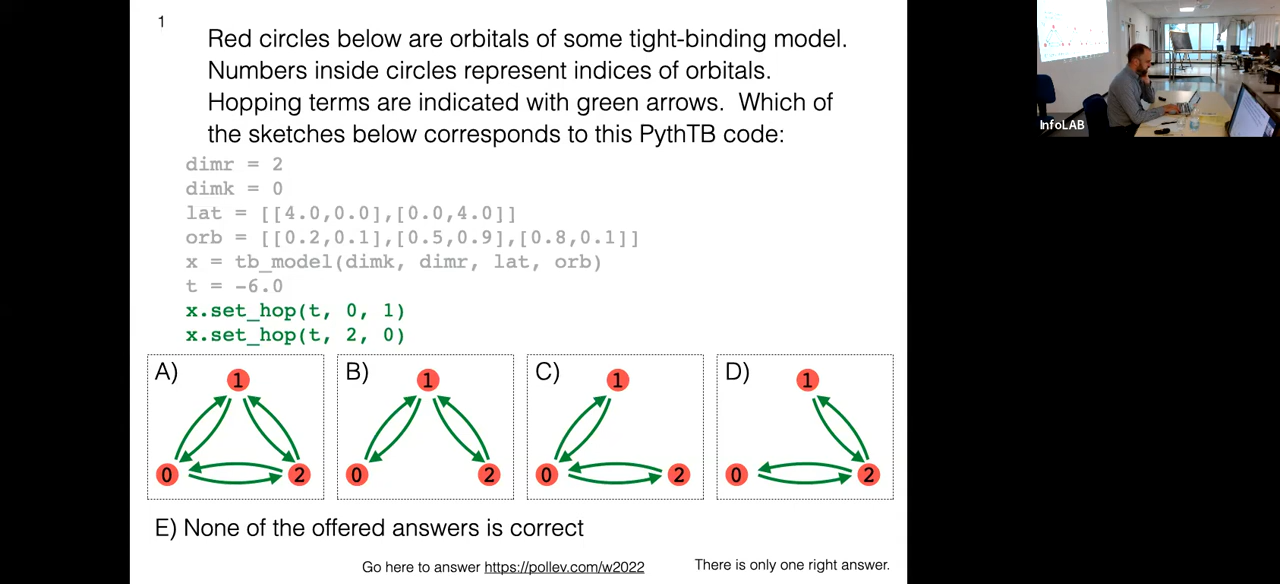 1
Red circles below are orbitals of some tight-binding model.
Numbers inside circles represent indices of orbitals.
Hopping terms are indicated with green arrows. Which of
the sketches below corresponds to this PythTB code:
dimr = 2
dimk = 0
lat = [[4.0,0.0],[0.0,4.0]]
orb = [[0.2,0.1],[0.5,0.9],[0.8,0.1]]
x = tb_model(dimk, dimr, lat, orb)
t = -6.0
x.set_hop(t, 0, 1)
x.set_hop(t, 2, 0)
A) 1 0 2
B) 1 0 2
C) 1 0 2
D) 1 0 2
E) None of the offered answers is correct
Go here to answer https://pollev.com/w2022
There is only one right answer.
InfoLAB